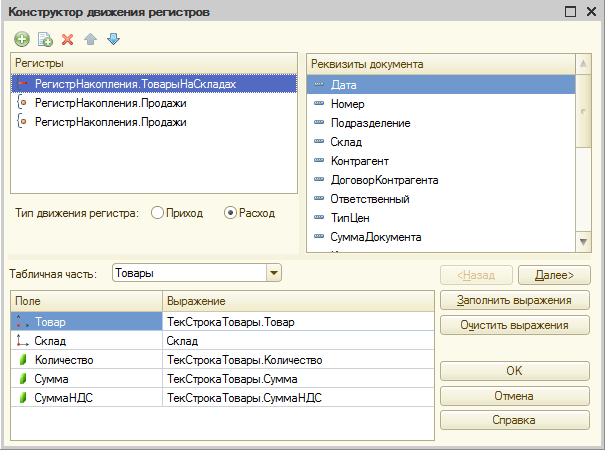 Конструктор движения регистров
Регистры
РегистрНакопления.ТоварыНаСкладах
РегистрНакопления.Продажи
РегистрНакопления.Продажи
Тип движения регистра: Приход Расход
Реквизиты документа
Дата
Номер
Подразделение
Склад
Контрагент
ДоговорКонтрагента
Ответственный
ТипЦен
СуммаДокумента
Табличная часть: Товары
<Назад Далее>
Поле Выражение
Товар ТекСтрокаТовары.Товар
Склад Склад
Количество ТекСтрокаТовары.Количество
Сумма ТекСтрокаТовары.Сумма
СуммаНДС ТекСтрокаТовары.СуммаНДС
Заполнить выражения
Очистить выражения
ОК
Отмена
Справка